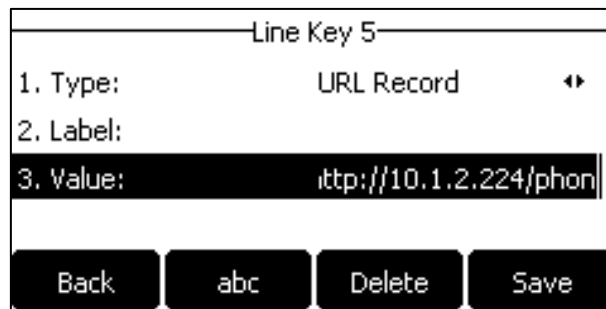 Line Key 5
1. Type: URL Record
2. Label:
3. Value: http://10.1.2.224/phon
Back abc Delete Save